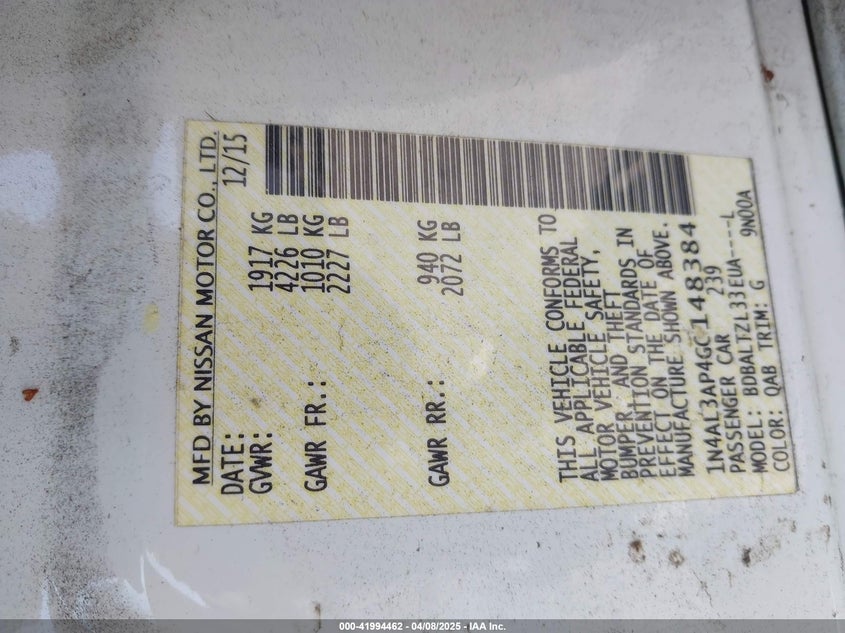 MFD BY NISSAN MOTOR CO., LTD.
DATE: 12/15
GVWR: 1917 KG
4226 LB
GAWR FR.: 1010 KG
2227 LB
GAWR RR.: 940 KG
2072 LB
THIS VEHICLE CONFORMS TO
ALL APPLICABLE FEDERAL
MOTOR VEHICLE SAFETY,
BUMPER, AND THEFT
PREVENTION STANDARDS IN
EFFECT ON THE DATE OF
MANUFACTURE SHOWN ABOVE.
1N4AL3AP4GC148384
PASSENGER CAR 239
MODEL: BDBALTZL33EUA----L
COLOR: QAB TRIM: G 9N00A
000-41994462 - 04/08/2025 - IAA Inc.